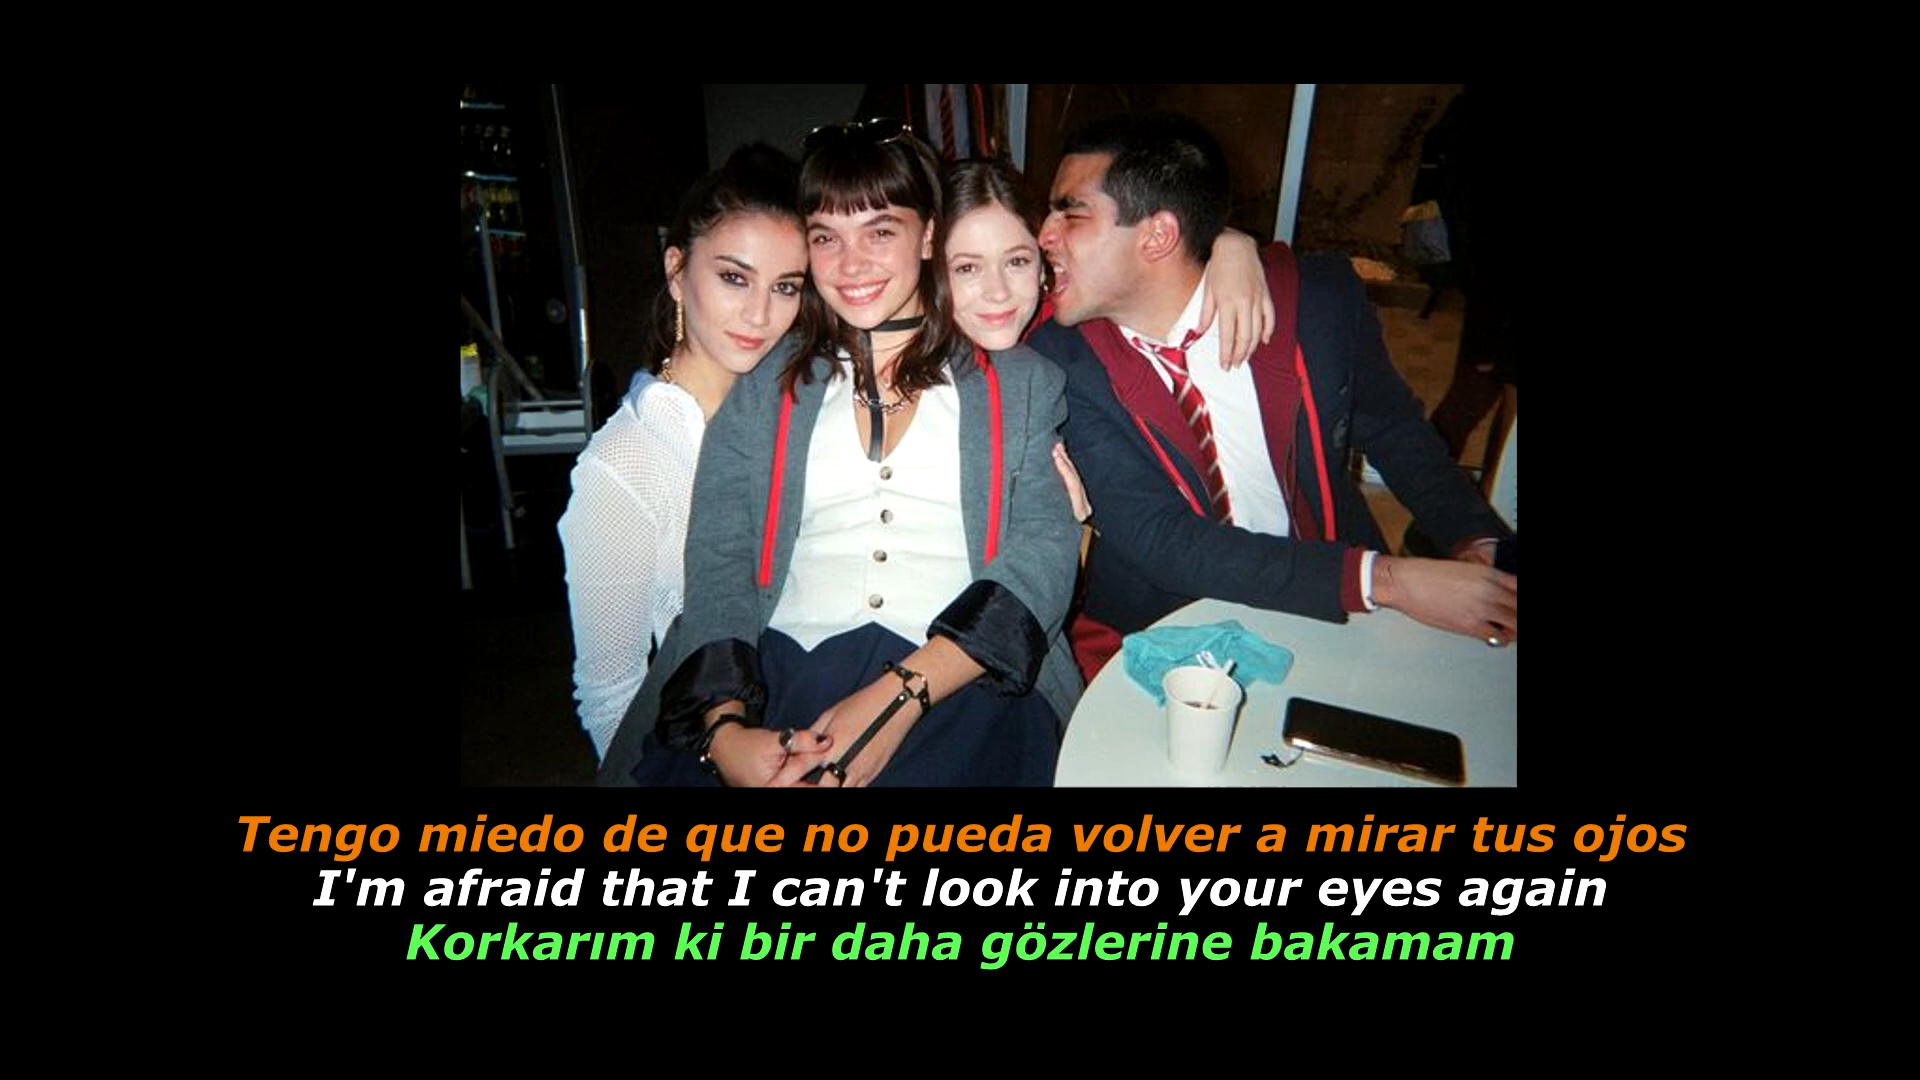 Tengo miedo de que no pueda volver a mirar tus ojos
I'm afraid that I can't look into your eyes again
Korkarım ki bir daha gözlerine bakamam